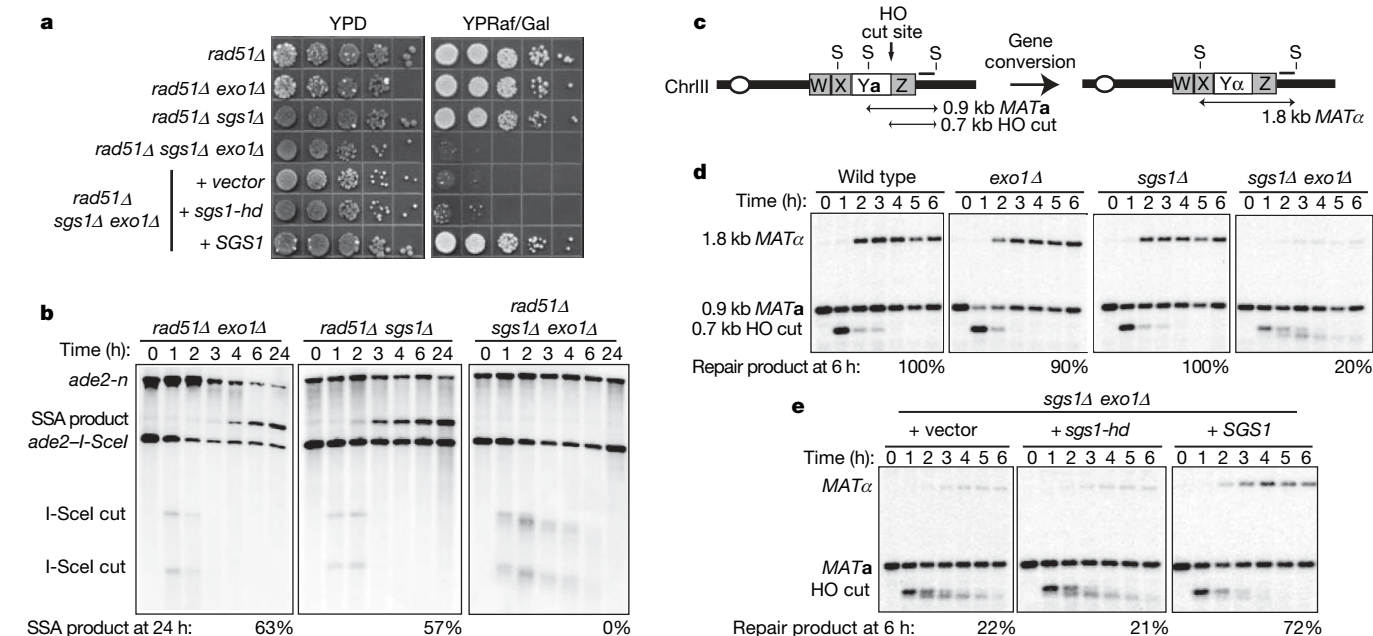 a
YPD
YPRaf/Gal
rad51Δ
rad51Δ exo1Δ
rad51Δ sgs1Δ
rad51Δ sgs1Δ exo1Δ
rad51Δ
sgs1Δ exo1Δ
+ vector
+ sgs1-hd
+ SGS1
b
rad51Δ exo1Δ
rad51Δ sgs1Δ
rad51Δ
sgs1Δ exo1Δ
Time (h): 0 1 2 3 4 6 24 0 1 2 3 4 6 24 0 1 2 3 4 6 24
ade2-n
SSA product
ade2–I-SceI
I-SceI cut
I-SceI cut
SSA product at 24 h: 63% 57% 0%
c
HO
cut site
S S S
ChrIII
W X Ya Z
0.9 kb MATa
0.7 kb HO cut
Gene
conversion
S S
W X Yα Z
1.8 kb MATα
d
Wild type exo1Δ sgs1Δ sgs1Δ exo1Δ
Time (h): 0 1 2 3 4 5 6 0 1 2 3 4 5 6 0 1 2 3 4 5 6 0 1 2 3 4 5 6
1.8 kb MATα
0.9 kb MATa
0.7 kb HO cut
Repair product at 6 h: 100% 90% 100% 20%
e
sgs1Δ exo1Δ
+ vector + sgs1-hd + SGS1
Time (h): 0 1 2 3 4 5 6 0 1 2 3 4 5 6 0 1 2 3 4 5 6
MATα
MATa
HO cut
Repair product at 6 h: 22% 21% 72%